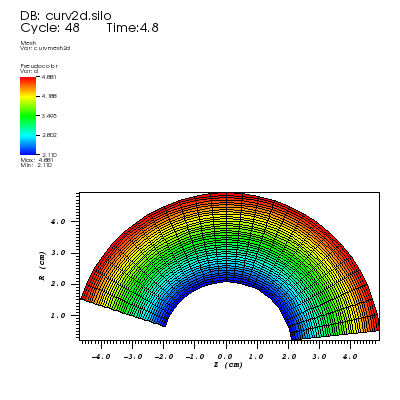 DB: curv2d.silo
Cycle: 48 Time:4.8
Mesh
Var: curvmesh2d
Pseudocolor
Var: d
4.881
4.188
3.495
2.802
2.110
Max: 4.881
Min: 2.110
4.0
3.0
2.0
1.0
R (cm)
-4.0 -3.0 -2.0 -1.0 0.0 1.0 2.0 3.0 4.0
Z (cm)